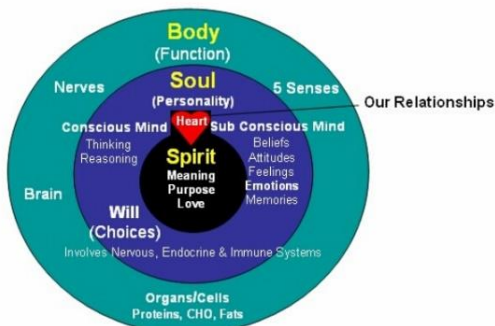 Body
(Function)
Nerves
Soul
5 Senses
(Personality)
Our Relationships
Heart
Conscious Mind
Sub Conscious Mind
Thinking
Reasoning
Spirit
Beliefs
Attitudes
Feelings
Emotions
Memories
Meaning
Purpose
Love
Brain
Will
(Choices)
Involves Nervous, Endocrine & Immune Systems
Organs/Cells
Proteins, CHO, Fats